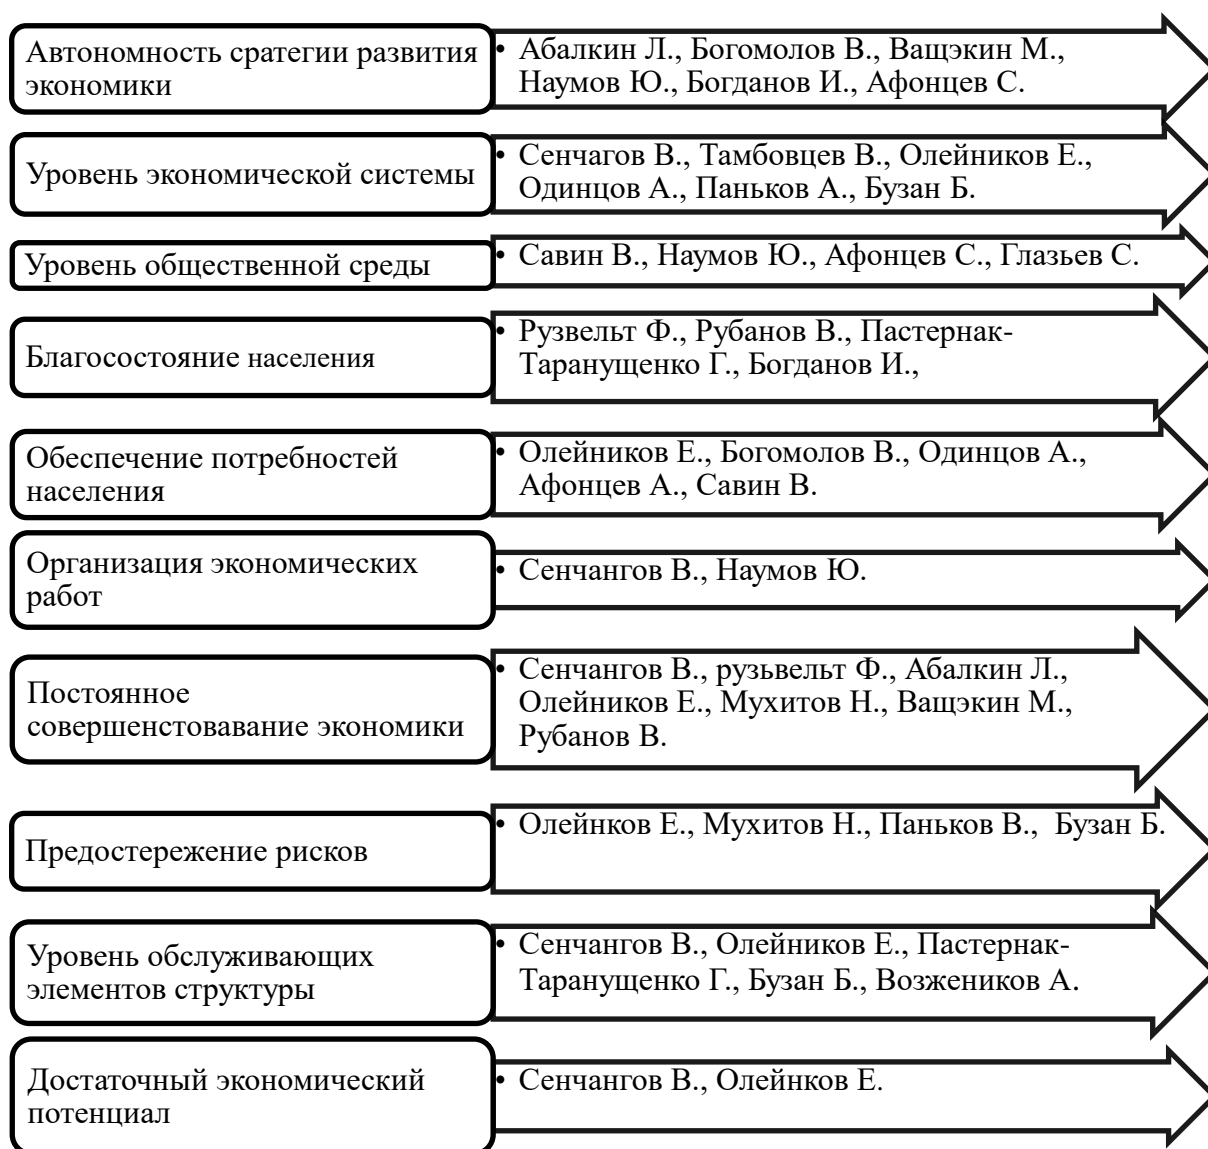 Автономность сратегии развития
экономики
• Абалкин Л., Богомолов В., Ващэкин М.,
Наумов Ю., Богданов И., Афонцев С.
Уровень экономической системы
• Сенчагов В., Тамбовцев В., Олейников Е.,
Одинцов А., Паньков А., Бузан Б.
Уровень общественной среды
• Савин В., Наумов Ю., Афонцев С., Глазьев С.
Благосостояние населения
• Рузвельт Ф., Рубанов В., Пастернак-
Таранущенко Г., Богданов И.,
Обеспечение потребностей
населения
• Олейников Е., Богомолов В., Одинцов А.,
Афонцев А., Савин В.
Организация экономических
работ
• Сенчангов В., Наумов Ю.
Постоянное
совершенстовавание экономики
• Сенчангов В., рузьвельт Ф., Абалкин Л.,
Олейников Е., Мухитов Н., Ващэкин М.,
Рубанов В.
Предостережение рисков
• Олейнков Е., Мухитов Н., Паньков В., Бузан Б.
Уровень обслуживающих
элементов структуры
• Сенчангов В., Олейников Е., Пастернак-
Таранущенко Г., Бузан Б., Возжеников А.
Достаточный экономический
потенциал
• Сенчангов В., Олейнков Е.